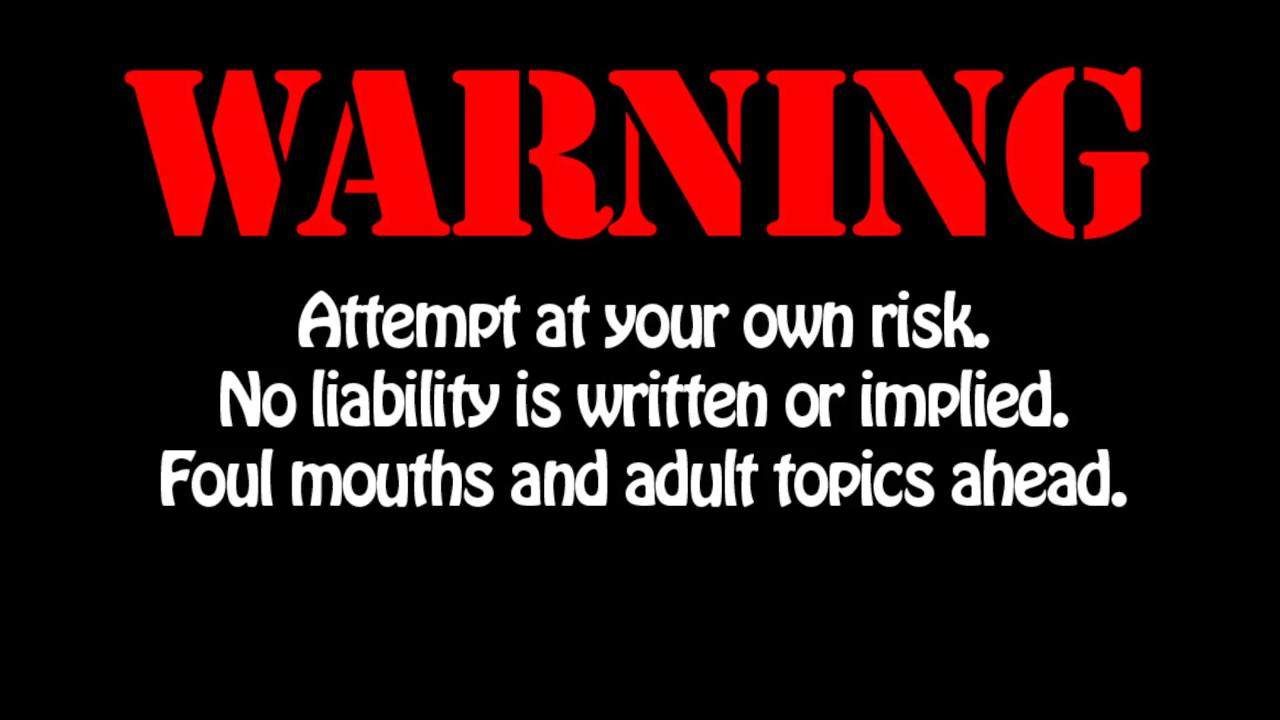 WARNING
Attempt at your own risk.
No liability is written or implied.
Foul mouths and adult topics ahead.